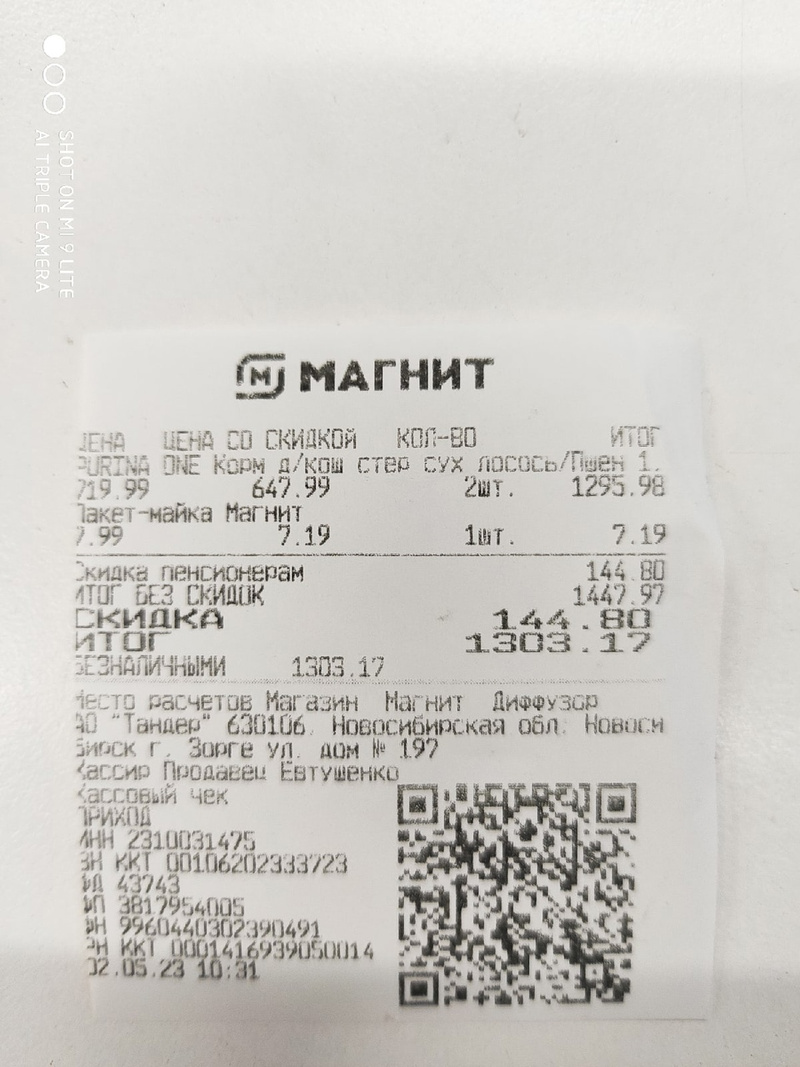 SHOT ON MI 9 LITE
AI TRIPLE CAMERA
МАГНИТ
ЦЕНА ЦЕНА СО СКИДКОЙ КОЛ-ВО ИТОГ
PURINA ONE Корм д/кош стер сух лосось/Пшен 1.
719.99 647.99 2шт. 1295.98
Пакет-майка Магнит
7.99 7.19 1шт. 7.19
Скидка пенсионерам 144.80
ИТОГ БЕЗ СКИДОК 1447.97
СКИДКА 144.80
ИТОГ 1303.17
БЕЗНАЛИЧНЫМИ 1303.17
Место расчетов Магазин Магнит Диффузор
АО "Тандер" 630106, Новосибирская обл. Новоси
бирск г. Зорге ул. дом № 197
Кассир Продавец Евтушенко
Кассовый чек
ПРИХОД
ИНН 2310031475
ЗН ККТ 00106202333723
ФД 43743
ФП 3817954005
ФН 9960440302390491
РН ККТ 0001416939050014
02.05.23 10:31